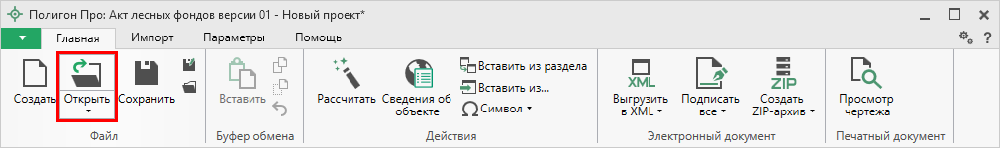 Полигон Про: Акт лесных фондов версии 01 - Новый проект*
Главная Импорт Параметры Помощь ?
Создать Открыть Сохранить Вставить Рассчитать Сведения об объекте Вставить из раздела
Вставить из...
Символ
XML Выгрузить в XML Подписать все ZIP Создать ZIP-архив Просмотр чертежа
Файл Буфер обмена Действия Электронный документ Печатный документ